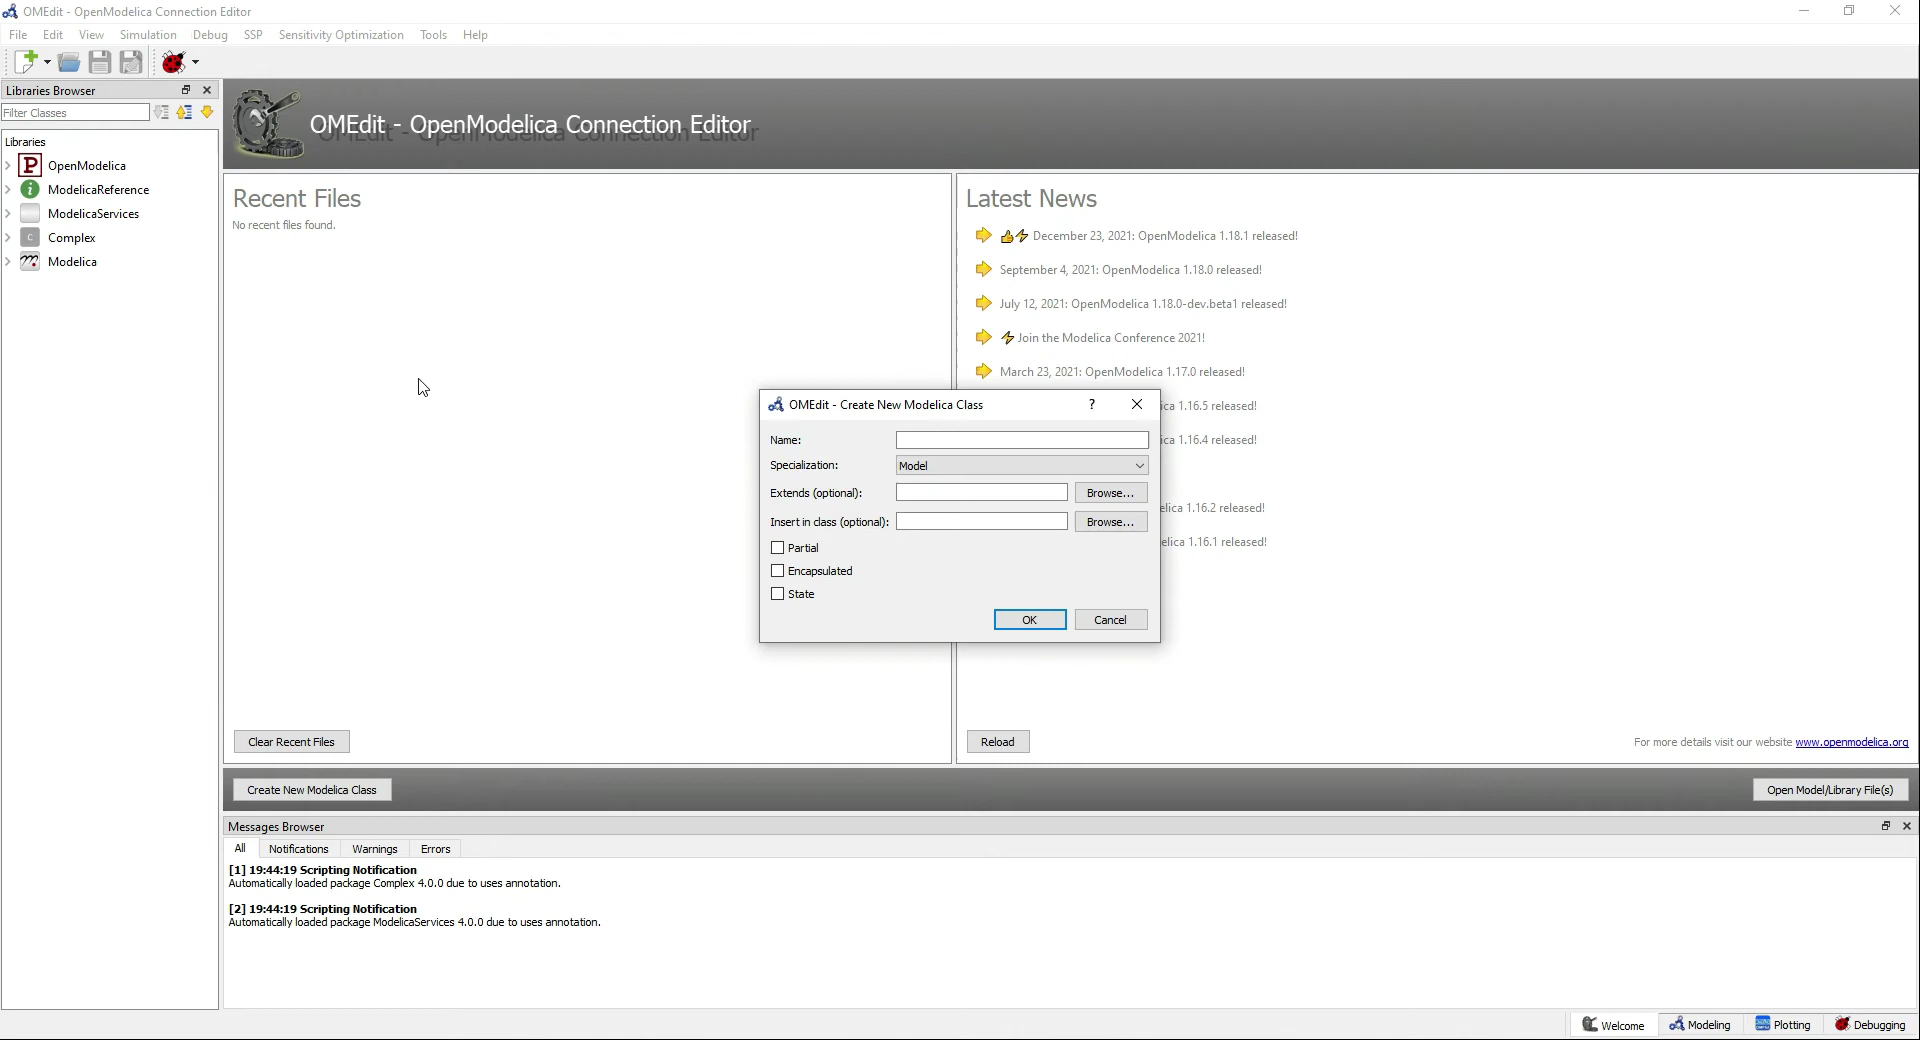 OMEdit - OpenModelica Connection Editor
File Edit View Simulation Debug SSP Sensitivity Optimization Tools Help
Libraries Browser
Filter Classes
Libraries
P OpenModelica
i ModelicaReference
ModelicaServices
C Complex
m Modelica
OMEdit - OpenModelica Connection Editor
Recent Files
No recent files found.
Clear Recent Files
Latest News
December 23, 2021: OpenModelica 1.18.1 released!
September 4, 2021: OpenModelica 1.18.0 released!
July 12, 2021: OpenModelica 1.18.0-dev.beta1 released!
Join the Modelica Conference 2021!
March 23, 2021: OpenModelica 1.17.0 released!
ica 1.16.5 released!
ica 1.16.4 released!
elica 1.16.2 released!
elica 1.16.1 released!
Reload
For more details visit our website www.openmodelica.org
OMEdit - Create New Modelica Class ?
Name:
Specialization: Model
Extends (optional): Browse...
Insert in class (optional): Browse...
Partial
Encapsulated
State
OK Cancel
Create New Modelica Class
Open Model/Library File(s)
Messages Browser
All Notifications Warnings Errors
[1] 19:44:19 Scripting Notification
Automatically loaded package Complex 4.0.0 due to uses annotation.
[2] 19:44:19 Scripting Notification
Automatically loaded package ModelicaServices 4.0.0 due to uses annotation.
Welcome Modeling Plotting Debugging